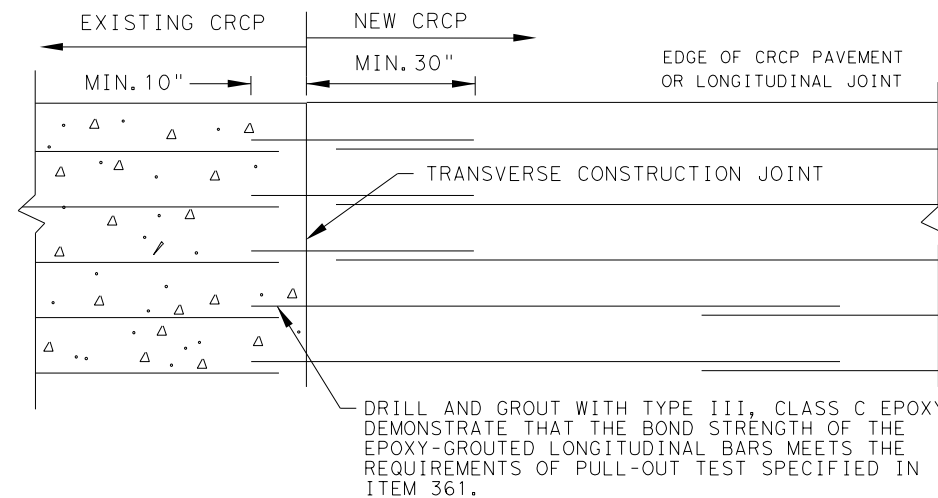 EXISTING CRCP
NEW CRCP
MIN. 10"
MIN. 30"
EDGE OF CRCP PAVEMENT
OR LONGITUDINAL JOINT
TRANSVERSE CONSTRUCTION JOINT
DRILL AND GROUT WITH TYPE III, CLASS C EPOXY
DEMONSTRATE THAT THE BOND STRENGTH OF THE
EPOXY-GROUTED LONGITUDINAL BARS MEETS THE
REQUIREMENTS OF PULL-OUT TEST SPECIFIED IN
ITEM 361.